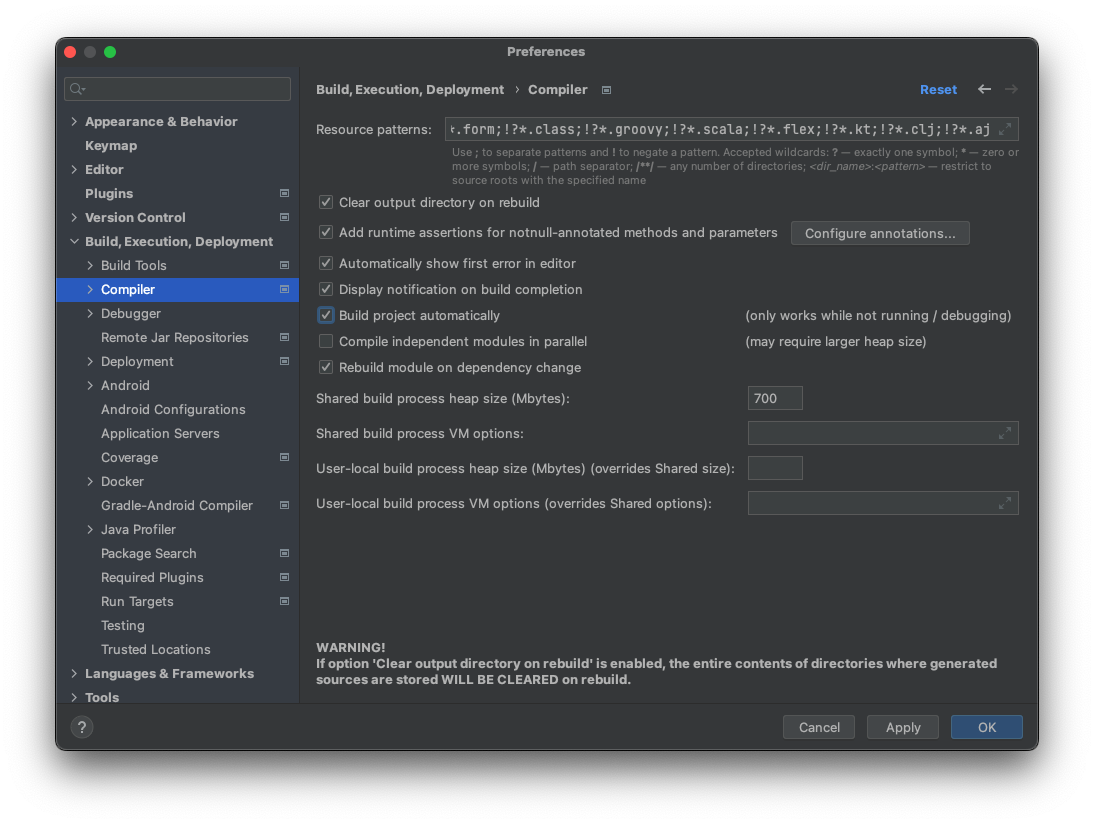 Preferences
Build, Execution, Deployment › Compiler
Reset
Appearance & Behavior
Keymap
Editor
Plugins
Version Control
Build, Execution, Deployment
Build Tools
Compiler
Debugger
Remote Jar Repositories
Deployment
Android
Android Configurations
Application Servers
Coverage
Docker
Gradle-Android Compiler
Java Profiler
Package Search
Required Plugins
Run Targets
Testing
Trusted Locations
Languages & Frameworks
Tools
Resource patterns: .form;!?*.class;!?*.groovy;!?*.scala;!?*.flex;!?*.kt;!?*.clj;!?*.aj
Use ; to separate patterns and ! to negate a pattern. Accepted wildcards: ? — exactly one symbol; * — zero or
more symbols; / — path separator; /**/ — any number of directories; <dir_name>:<pattern> — restrict to
source roots with the specified name
Clear output directory on rebuild
Add runtime assertions for notnull-annotated methods and parameters Configure annotations...
Automatically show first error in editor
Display notification on build completion
Build project automatically (only works while not running / debugging)
Compile independent modules in parallel (may require larger heap size)
Rebuild module on dependency change
Shared build process heap size (Mbytes): 700
Shared build process VM options:
User-local build process heap size (Mbytes) (overrides Shared size):
User-local build process VM options (overrides Shared options):
WARNING!
If option 'Clear output directory on rebuild' is enabled, the entire contents of directories where generated
sources are stored WILL BE CLEARED on rebuild.
? Cancel Apply OK